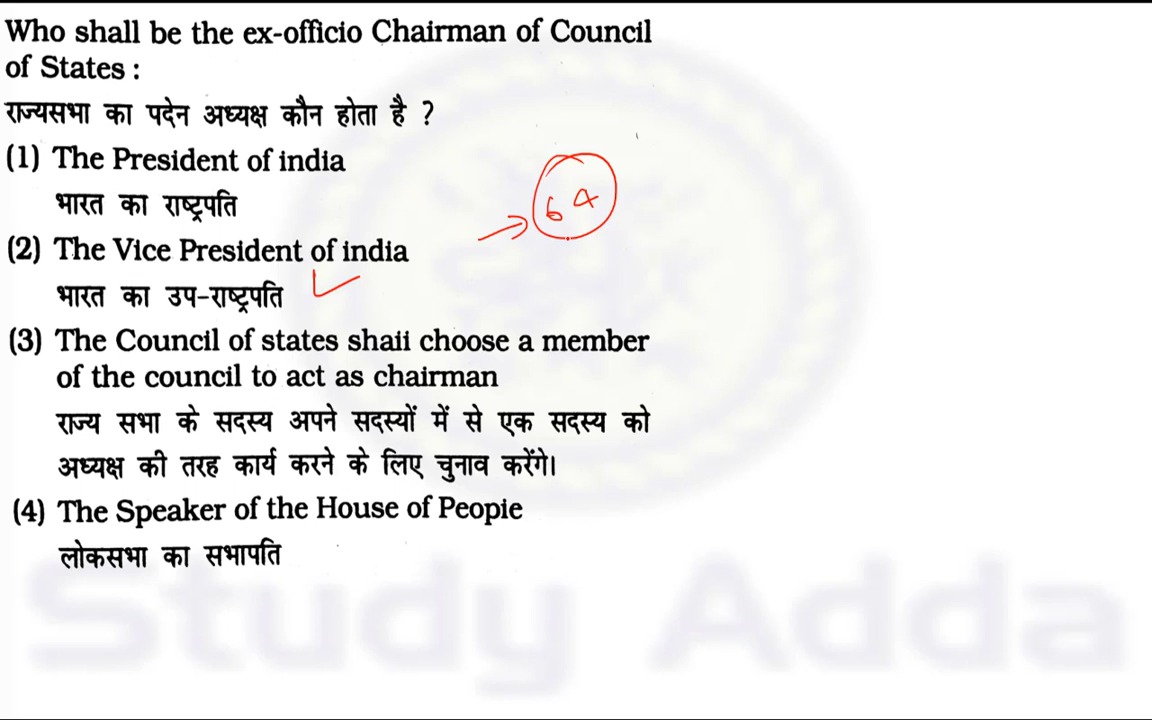 Who shall be the ex-officio Chairman of Council
of States :
राज्यसभा का पदेन अध्यक्ष कौन होता है ?
(1) The President of india
भारत का राष्ट्रपति
64
(2) The Vice President of india
भारत का उप-राष्ट्रपति
(3) The Council of states shaii choose a member
of the council to act as chairman
राज्य सभा के सदस्य अपने सदस्यों में से एक सदस्य को
अध्यक्ष की तरह कार्य करने के लिए चुनाव करेंगे।
(4) The Speaker of the House of Peopie
लोकसभा का सभापति
Study Adda